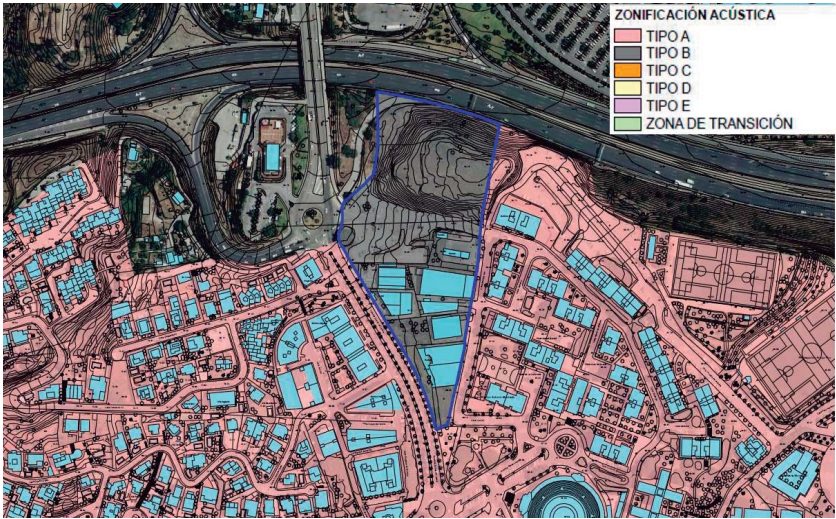 ZONIFICACIÓN ACÚSTICA
TIPO A
TIPO B
TIPO C
TIPO D
TIPO E
ZONA DE TRANSICIÓN